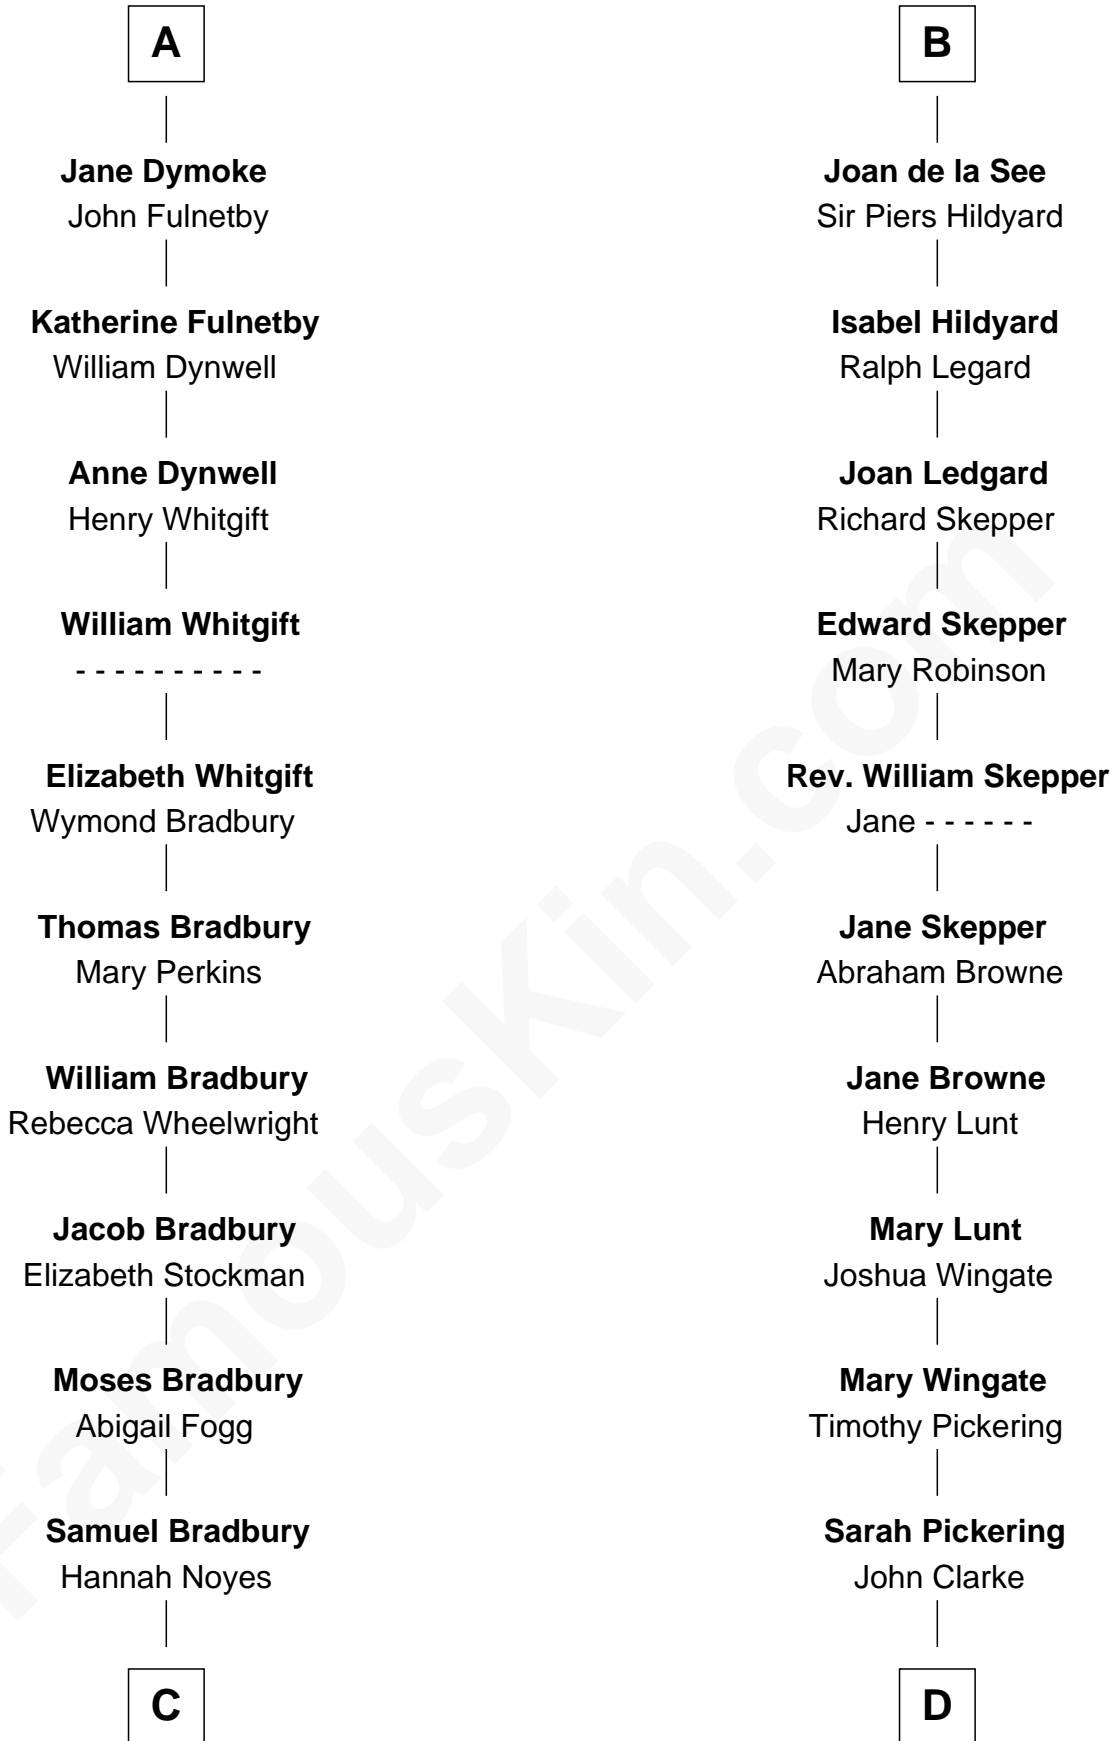 A
Jane Dymoke
John Fulnetby
Katherine Fulnetby
William Dynwell
Anne Dynwell
Henry Whitgift
William Whitgift
- - - - - - - - - -
Elizabeth Whitgift
Wymond Bradbury
Thomas Bradbury
Mary Perkins
William Bradbury
Rebecca Wheelwright
Jacob Bradbury
Elizabeth Stockman
Moses Bradbury
Abigail Fogg
Samuel Bradbury
Hannah Noyes
C
B
Joan de la See
Sir Piers Hildyard
Isabel Hildyard
Ralph Legard
Joan Ledgard
Richard Skepper
Edward Skepper
Mary Robinson
Rev. William Skepper
Jane - - - - - -
Jane Skepper
Abraham Browne
Jane Browne
Henry Lunt
Mary Lunt
Joshua Wingate
Mary Wingate
Timothy Pickering
Sarah Pickering
John Clarke
D
FamousKin.com